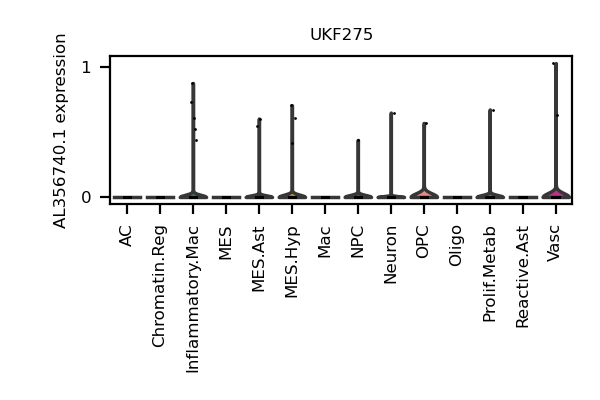 UKF275
AL356740.1 expression
1
0
AC
Chromatin.Reg
Inflammatory.Mac
MES
MES.Ast
MES.Hyp
Mac
NPC
Neuron
OPC
Oligo
Prolif.Metab
Reactive.Ast
Vasc